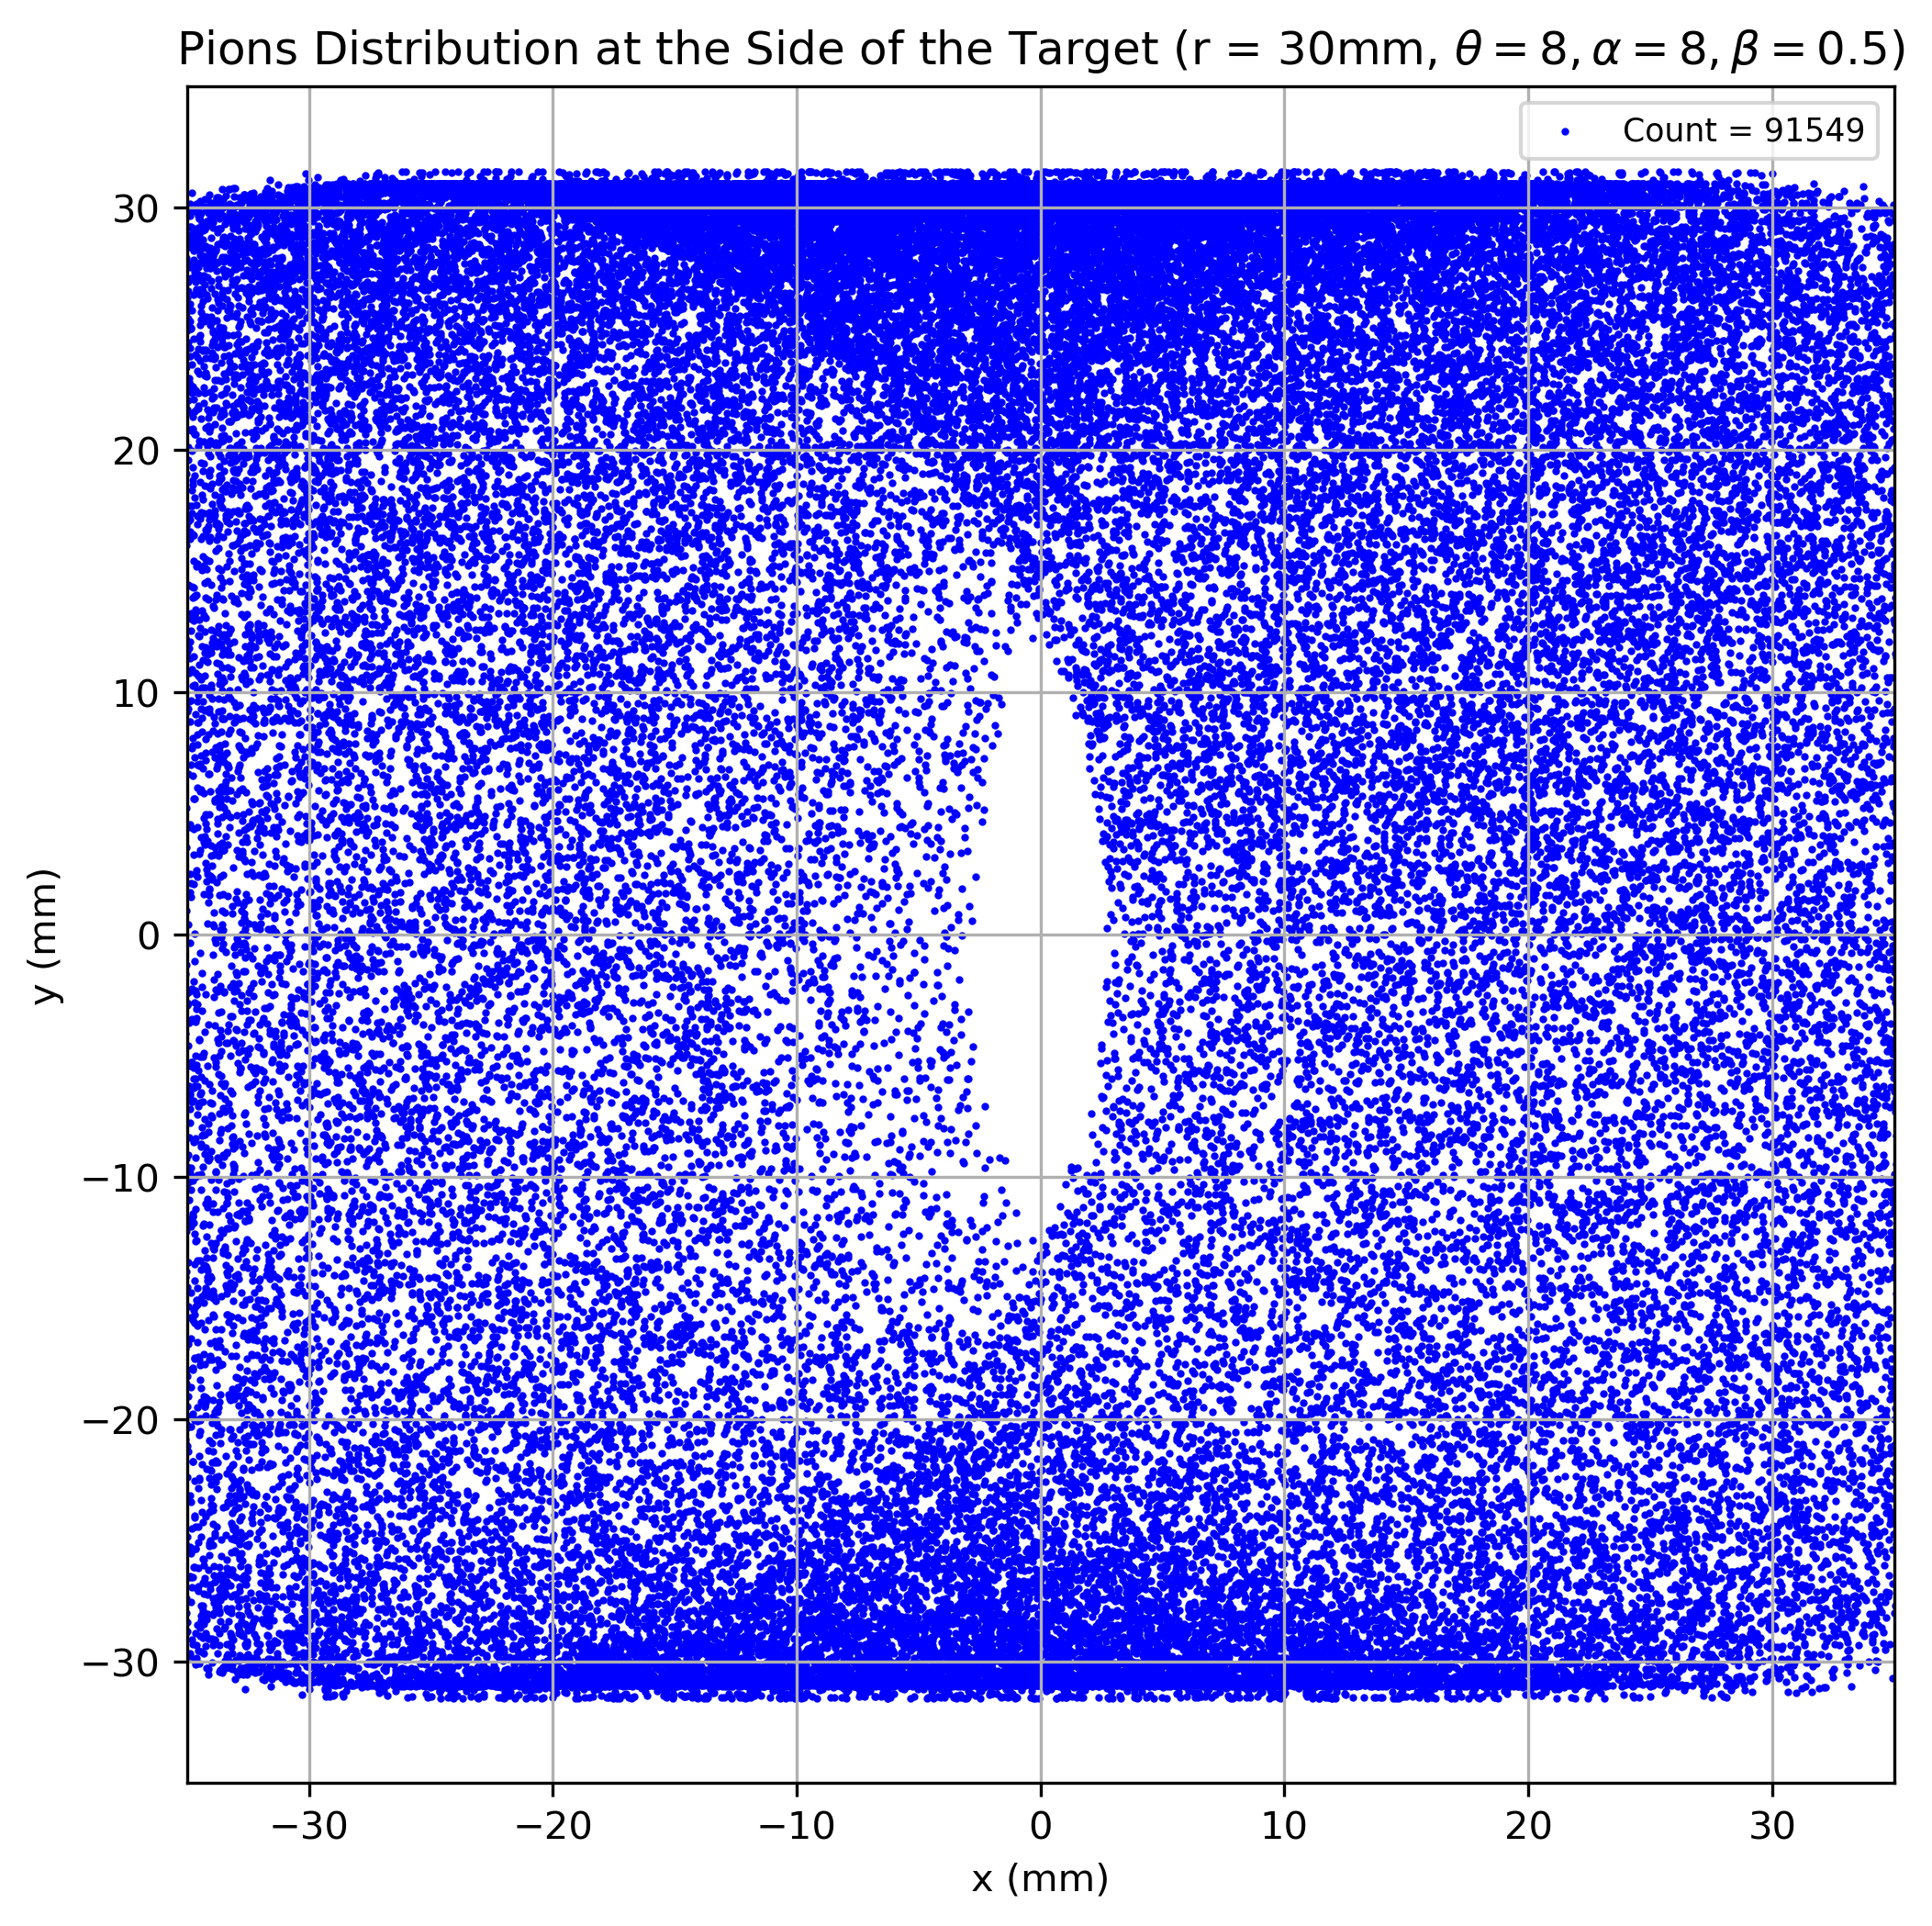 Pions Distribution at the Side of the Target (r = 30mm, θ = 8, α = 8, β = 0.5)
Count = 91549
30
20
10
0
−10
−20
−30
y (mm)
−30 −20 −10 0 10 20 30
x (mm)